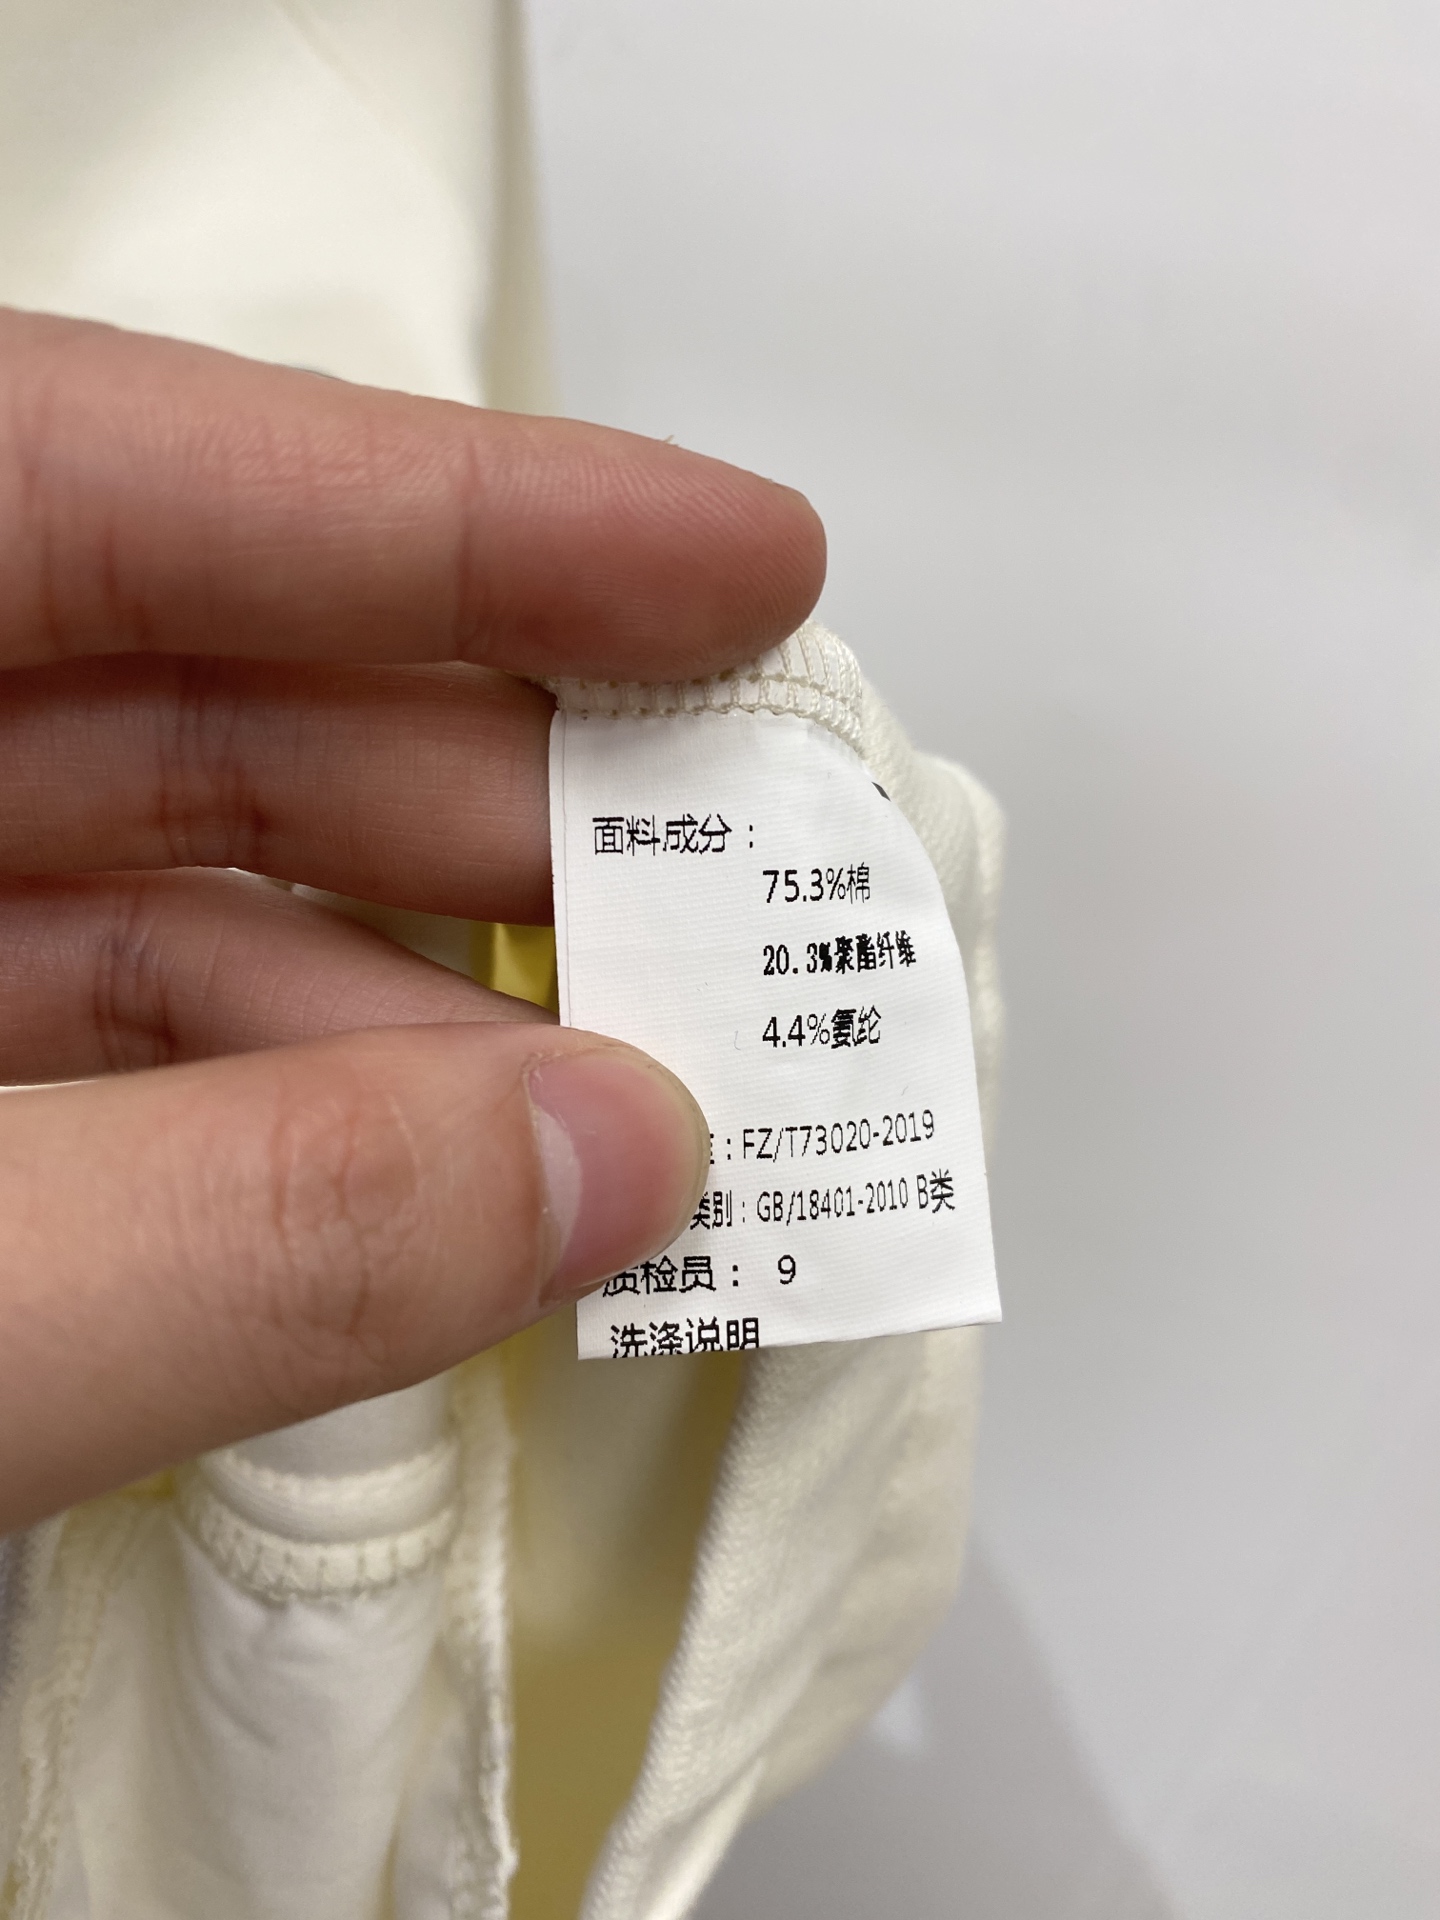 面料成分：
75.3%棉
20.3%聚酯纤维
4.4%氨纶
：FZ/T73020-2019
类别：GB/18401-2010 B类
质检员： 9
洗涤说明